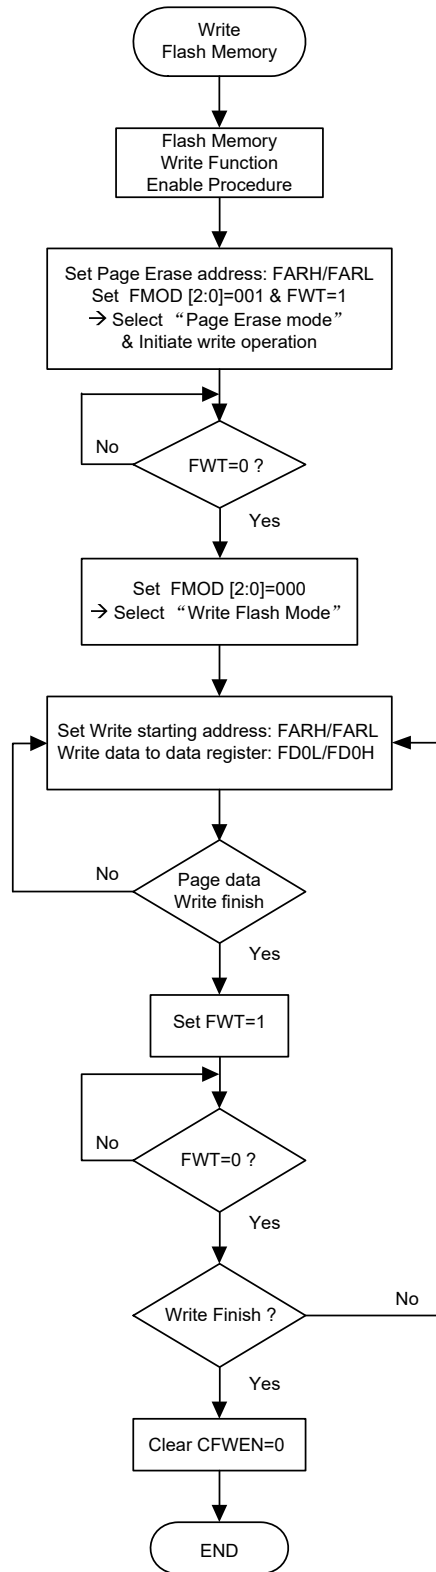 Write
Flash Memory
Flash Memory
Write Function
Enable Procedure
Set Page Erase address: FARH/FARL
Set FMOD [2:0]=001 & FWT=1
→ Select “Page Erase mode”
& Initiate write operation
No
FWT=0 ?
Yes
Set FMOD [2:0]=000
→ Select “Write Flash Mode”
Set Write starting address: FARH/FARL
Write data to data register: FD0L/FD0H
No
Page data
Write finish
Yes
Set FWT=1
No
FWT=0 ?
Yes
Write Finish ?
No
Yes
Clear CFWEN=0
END